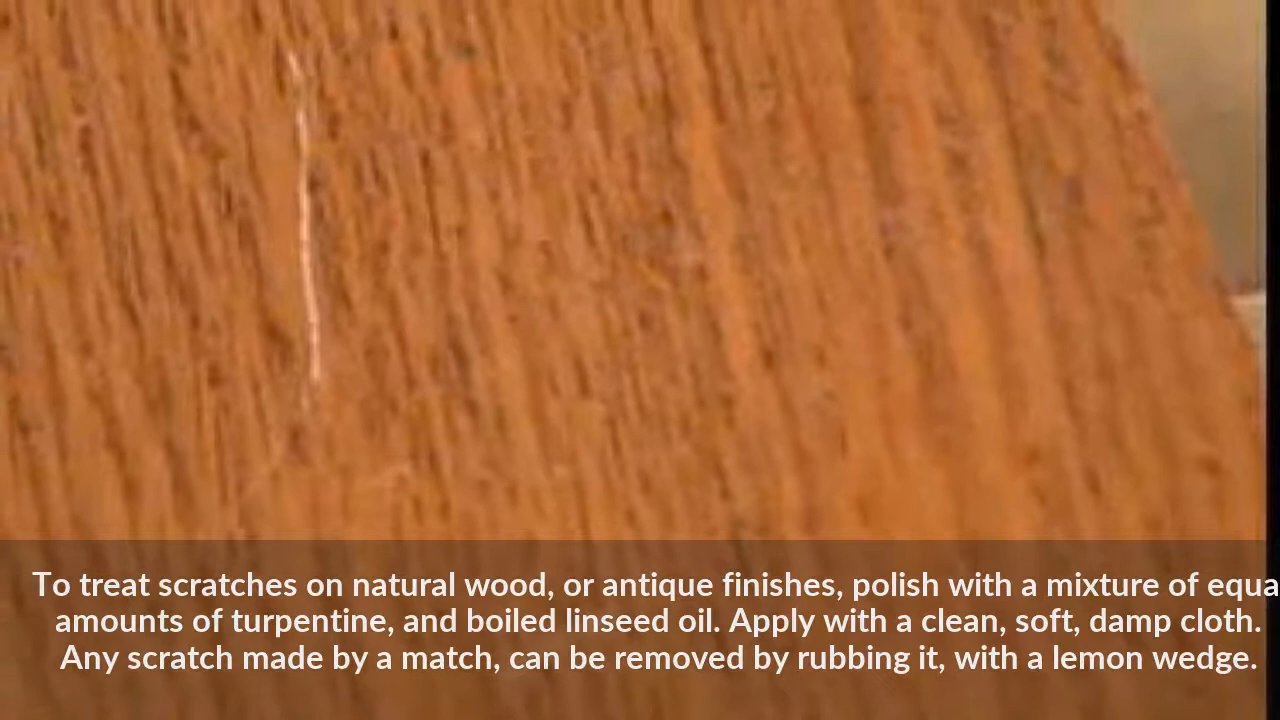 To treat scratches on natural wood, or antique finishes, polish with a mixture of equa
amounts of turpentine, and boiled linseed oil. Apply with a clean, soft, damp cloth.
Any scratch made by a match, can be removed by rubbing it, with a lemon wedge.